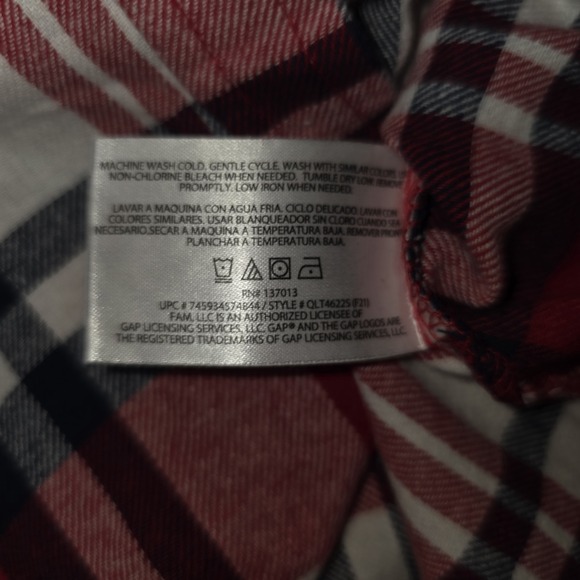 MACHINE WASH COLD. GENTLE CYCLE. WASH WITH SIMILAR COLORS.
NON-CHLORINE BLEACH WHEN NEEDED. TUMBLE DRY LOW. REMOVE
PROMPTLY. LOW IRON WHEN NEEDED.
LAVAR A MAQUINA CON AGUA FRIA. CICLO DELICADO. LAVAR CON
COLORES SIMILARES. USAR BLANQUEADOR SIN CLORO CUANDO SEA
NECESARIO.SECAR A MAQUINA A TEMPERATURA BAJA. REMOVER
PLANCHAR A TEMPERATURA BAJA.
RN# 137013
UPC # 745934574844 / STYLE # QLT46225 (F21)
FAM, LLC IS AN AUTHORIZED LICENSEE OF
GAP LICENSING SERVICES, LLC. GAP® AND THE GAP LOGOS ARE
THE REGISTERED TRADEMARKS OF GAP LICENSING SERVICES, LLC.